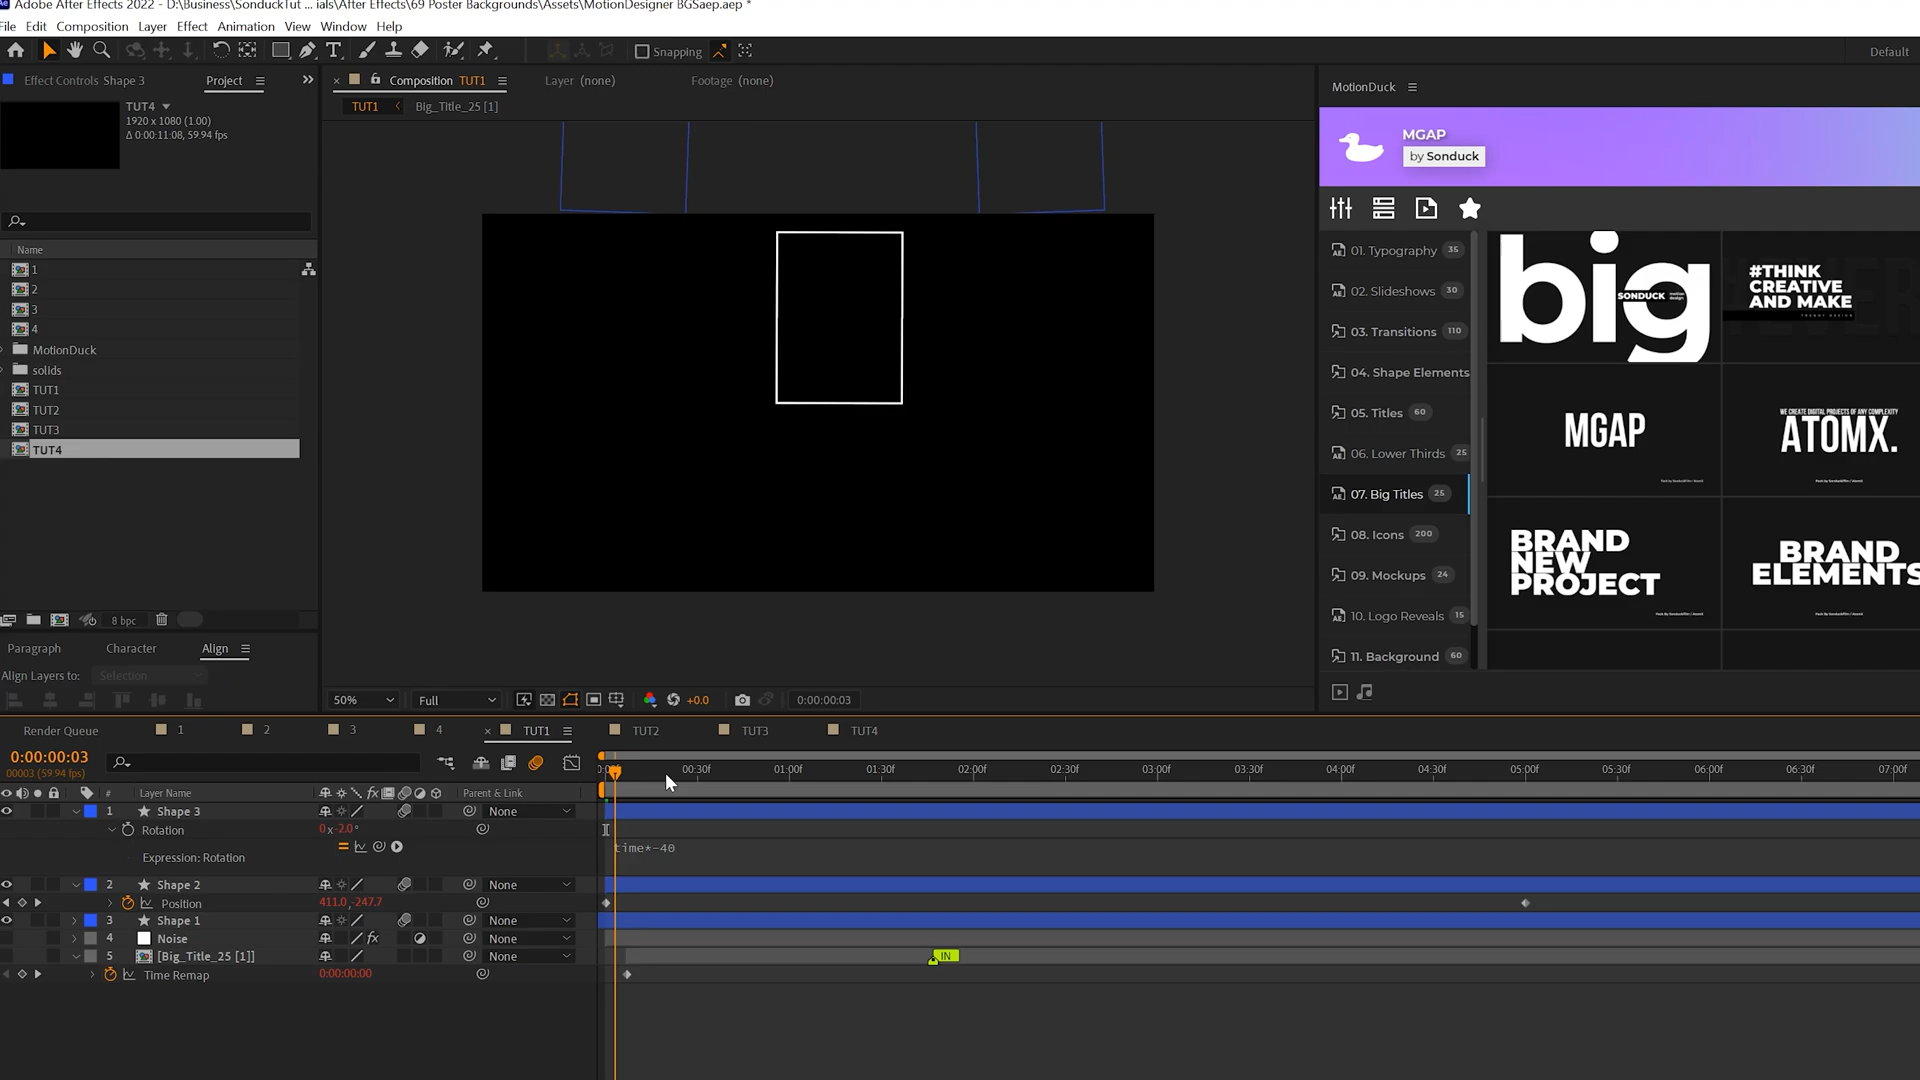 Adobe After Effects 2022 - D:\Business\SonduckTut ... ials\After Effects\69 Poster Backgrounds\Assets\MotionDesigner BGSaep.aep *
File Edit Composition Layer Effect Animation View Window Help
Snapping
Default
Effect Controls Shape 3
Project
Composition TUT1
Layer (none)
Footage (none)
MotionDuck
TUT1
Big_Title_25 [1]
TUT4
1920 x 1080 (1.00)
Δ 0:00:11:08, 59.94 fps
MGAP
by Sonduck
Name
1
2
3
4
MotionDuck
solids
TUT1
TUT2
TUT3
TUT4
01. Typography 35
02. Slideshows 30
03. Transitions 110
04. Shape Elements
05. Titles 60
06. Lower Thirds 25
07. Big Titles 25
08. Icons 200
09. Mockups 24
10. Logo Reveals 15
11. Background 60
big
SONDUCK
#THINK
CREATIVE
AND MAKE
MGAP
WE CREATE DIGITAL PROJECTS OF ANY COMPLEXITY
ATOMX.
BRAND
NEW
PROJECT
BRAND
ELEMENTS
8 bpc
Paragraph
Character
Align
Align Layers to:
Selection
50%
Full
+0.0
0:00:00:03
Render Queue
1
2
3
4
TUT1
TUT2
TUT3
TUT4
0:00:00:03
00003 (59.94 fps)
0:00f 00:30f 01:00f 01:30f 02:00f 02:30f 03:00f 03:30f 04:00f 04:30f 05:00f 05:30f 06:00f 06:30f 07:00f
# Layer Name
Parent & Link
1 Shape 3 None
Rotation 0 x -2.0°
Expression: Rotation
time*-40
2 Shape 2 None
Position 411.0, -247.7
3 Shape 1 None
4 Noise None
5 [Big_Title_25 [1]] None
IN
Time Remap 0:00:00:00